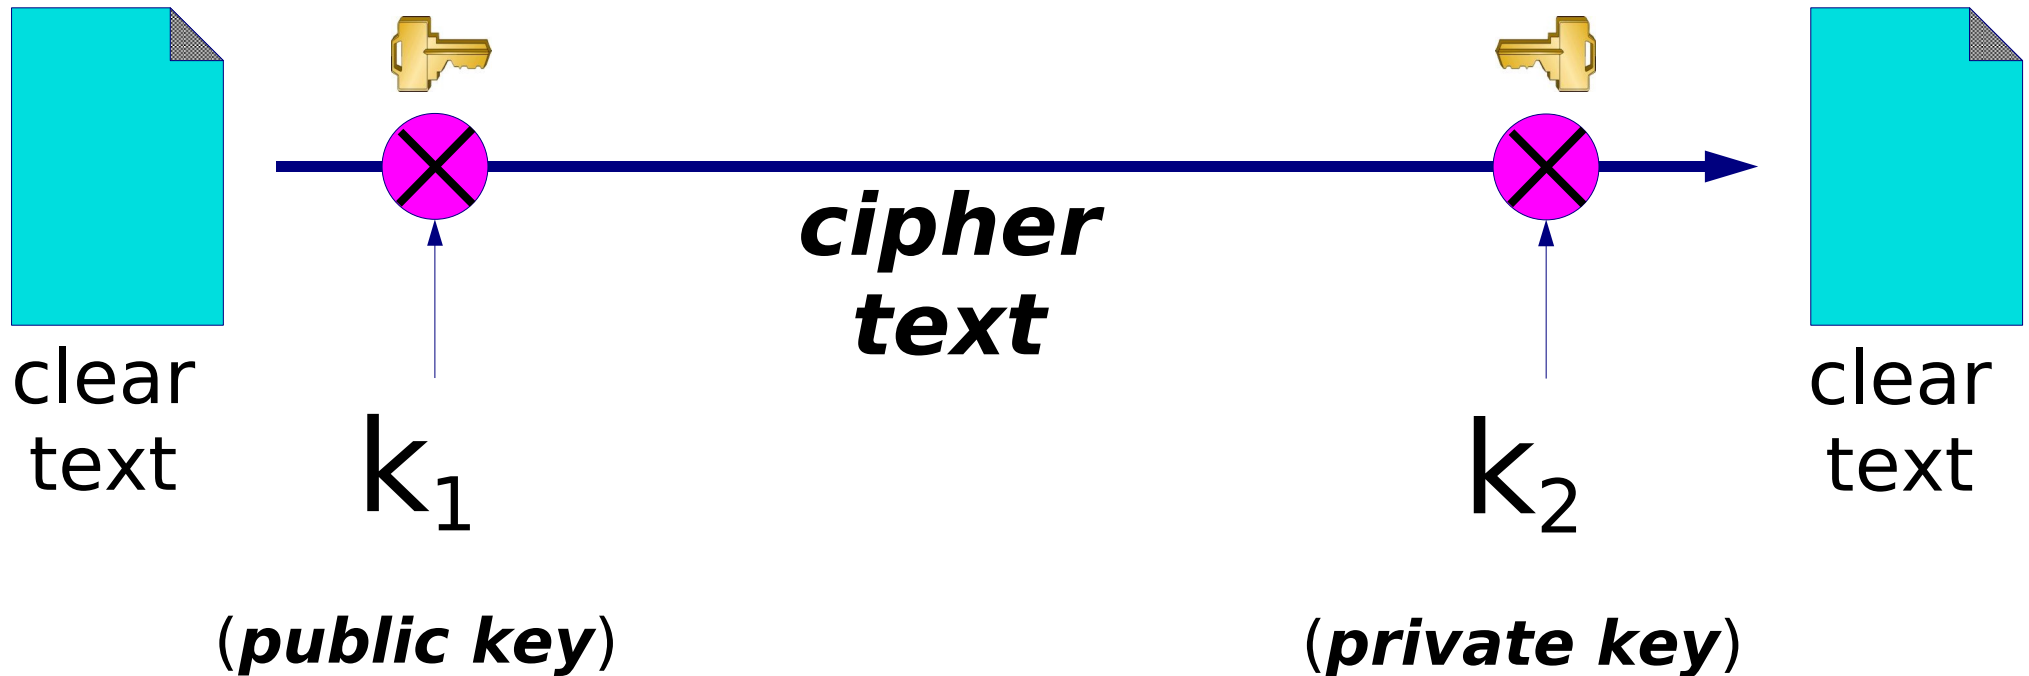 clear
text
k1
(public key)
cipher
text
k2
(private key)
clear
text